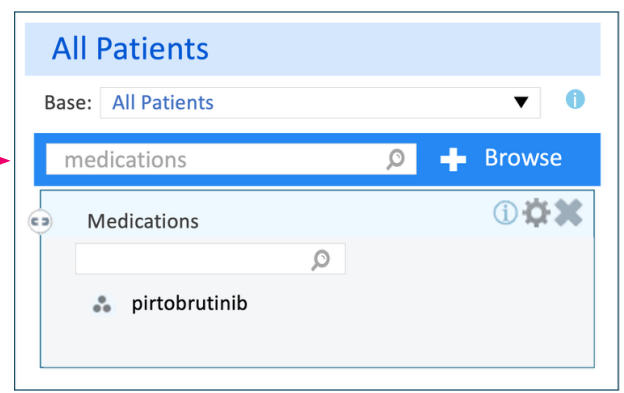 All Patients
Base: All Patients
medications Browse
Medications
pirtobrutinib